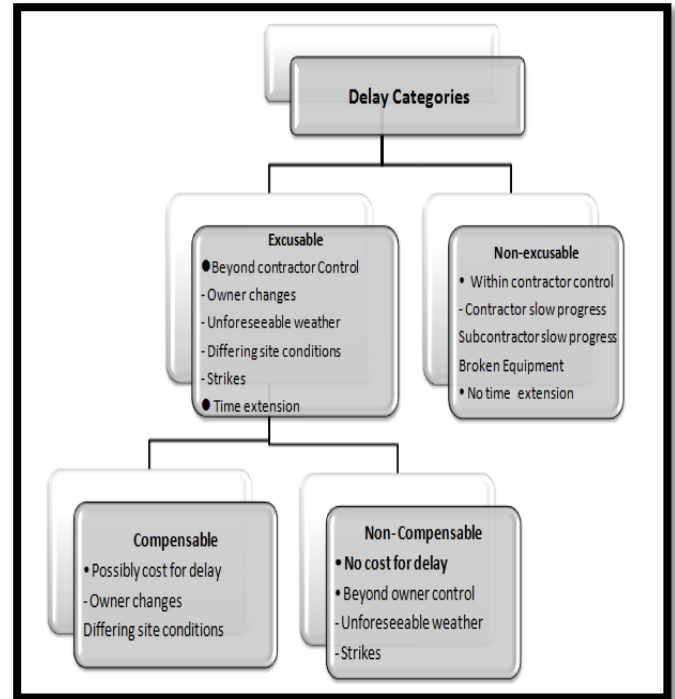 Delay Categories
Excusable
● Beyond contractor Control
- Owner changes
- Unforeseeable weather
- Differing site conditions
- Strikes
● Time extension
Non-excusable
• Within contractor control
- Contractor slow progress
Subcontractor slow progress
Broken Equipment
• No time extension
Compensable
• Possibly cost for delay
- Owner changes
Differing site conditions
Non-Compensable
• No cost for delay
• Beyond owner control
- Unforeseeable weather
- Strikes